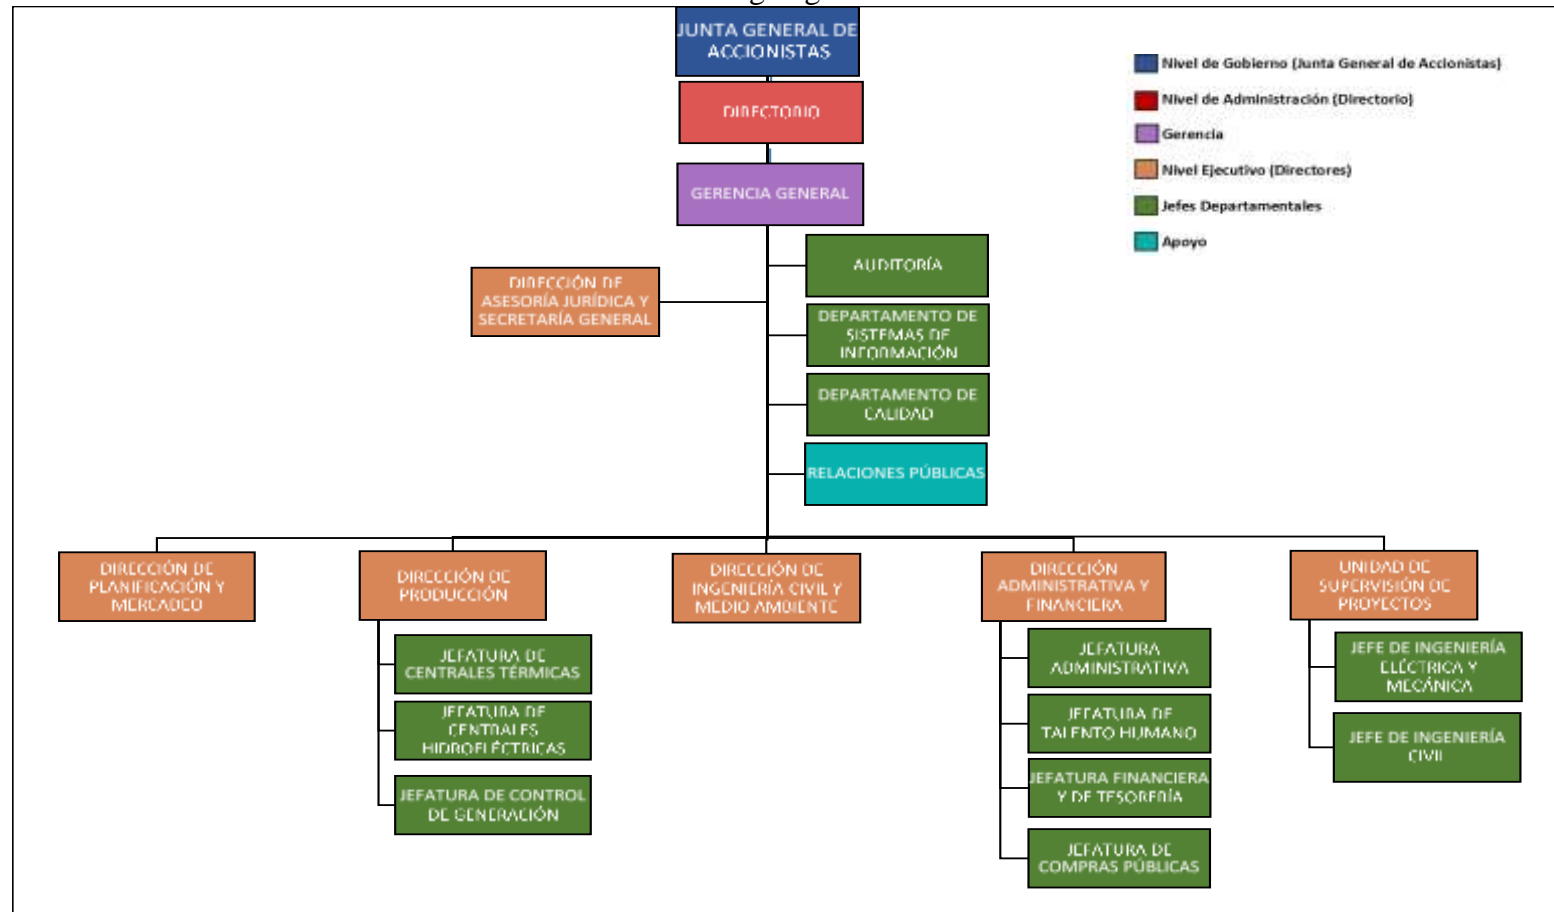 JUNTA GENERAL DE
ACCIONISTAS
DIRECTORIO
GERENCIA GENERAL
Nivel de Gobierno (Junta General de Accionistas)
Nivel de Administración (Directorio)
Gerencia
Nivel Ejecutivo (Directores)
Jefes Departamentales
Apoyo
AUDITORÍA
DIRECCIÓN DE
ASESORÍA JURÍDICA Y
SECRETARÍA GENERAL
DEPARTAMENTO DE
SISTEMAS DE
INFORMACIÓN
DEPARTAMENTO DE
CALIDAD
RELACIONES PÚBLICAS
DIRECCIÓN DE
PLANIFICACIÓN Y
MERCADEO
DIRECCIÓN DE
PRODUCCIÓN
DIRECCIÓN DE
INGENIERÍA CIVIL Y
MEDIO AMBIENTE
DIRECCIÓN
ADMINISTRATIVA Y
FINANCIERA
UNIDAD DE
SUPERVISIÓN DE
PROYECTOS
JEFATURA DE
CENTRALES TÉRMICAS
JEFATURA DE
CENTRALES
HIDROELÉCTRICAS
JEFATURA DE CONTROL
DE GENERACIÓN
JEFATURA
ADMINISTRATIVA
JEFATURA DE
TALENTO HUMANO
JEFATURA FINANCIERA
Y DE TESORERÍA
JEFATURA DE
COMPRAS PÚBLICAS
JEFE DE INGENIERÍA
ELÉCTRICA Y
MECÁNICA
JEFE DE INGENIERÍA
CIVIL